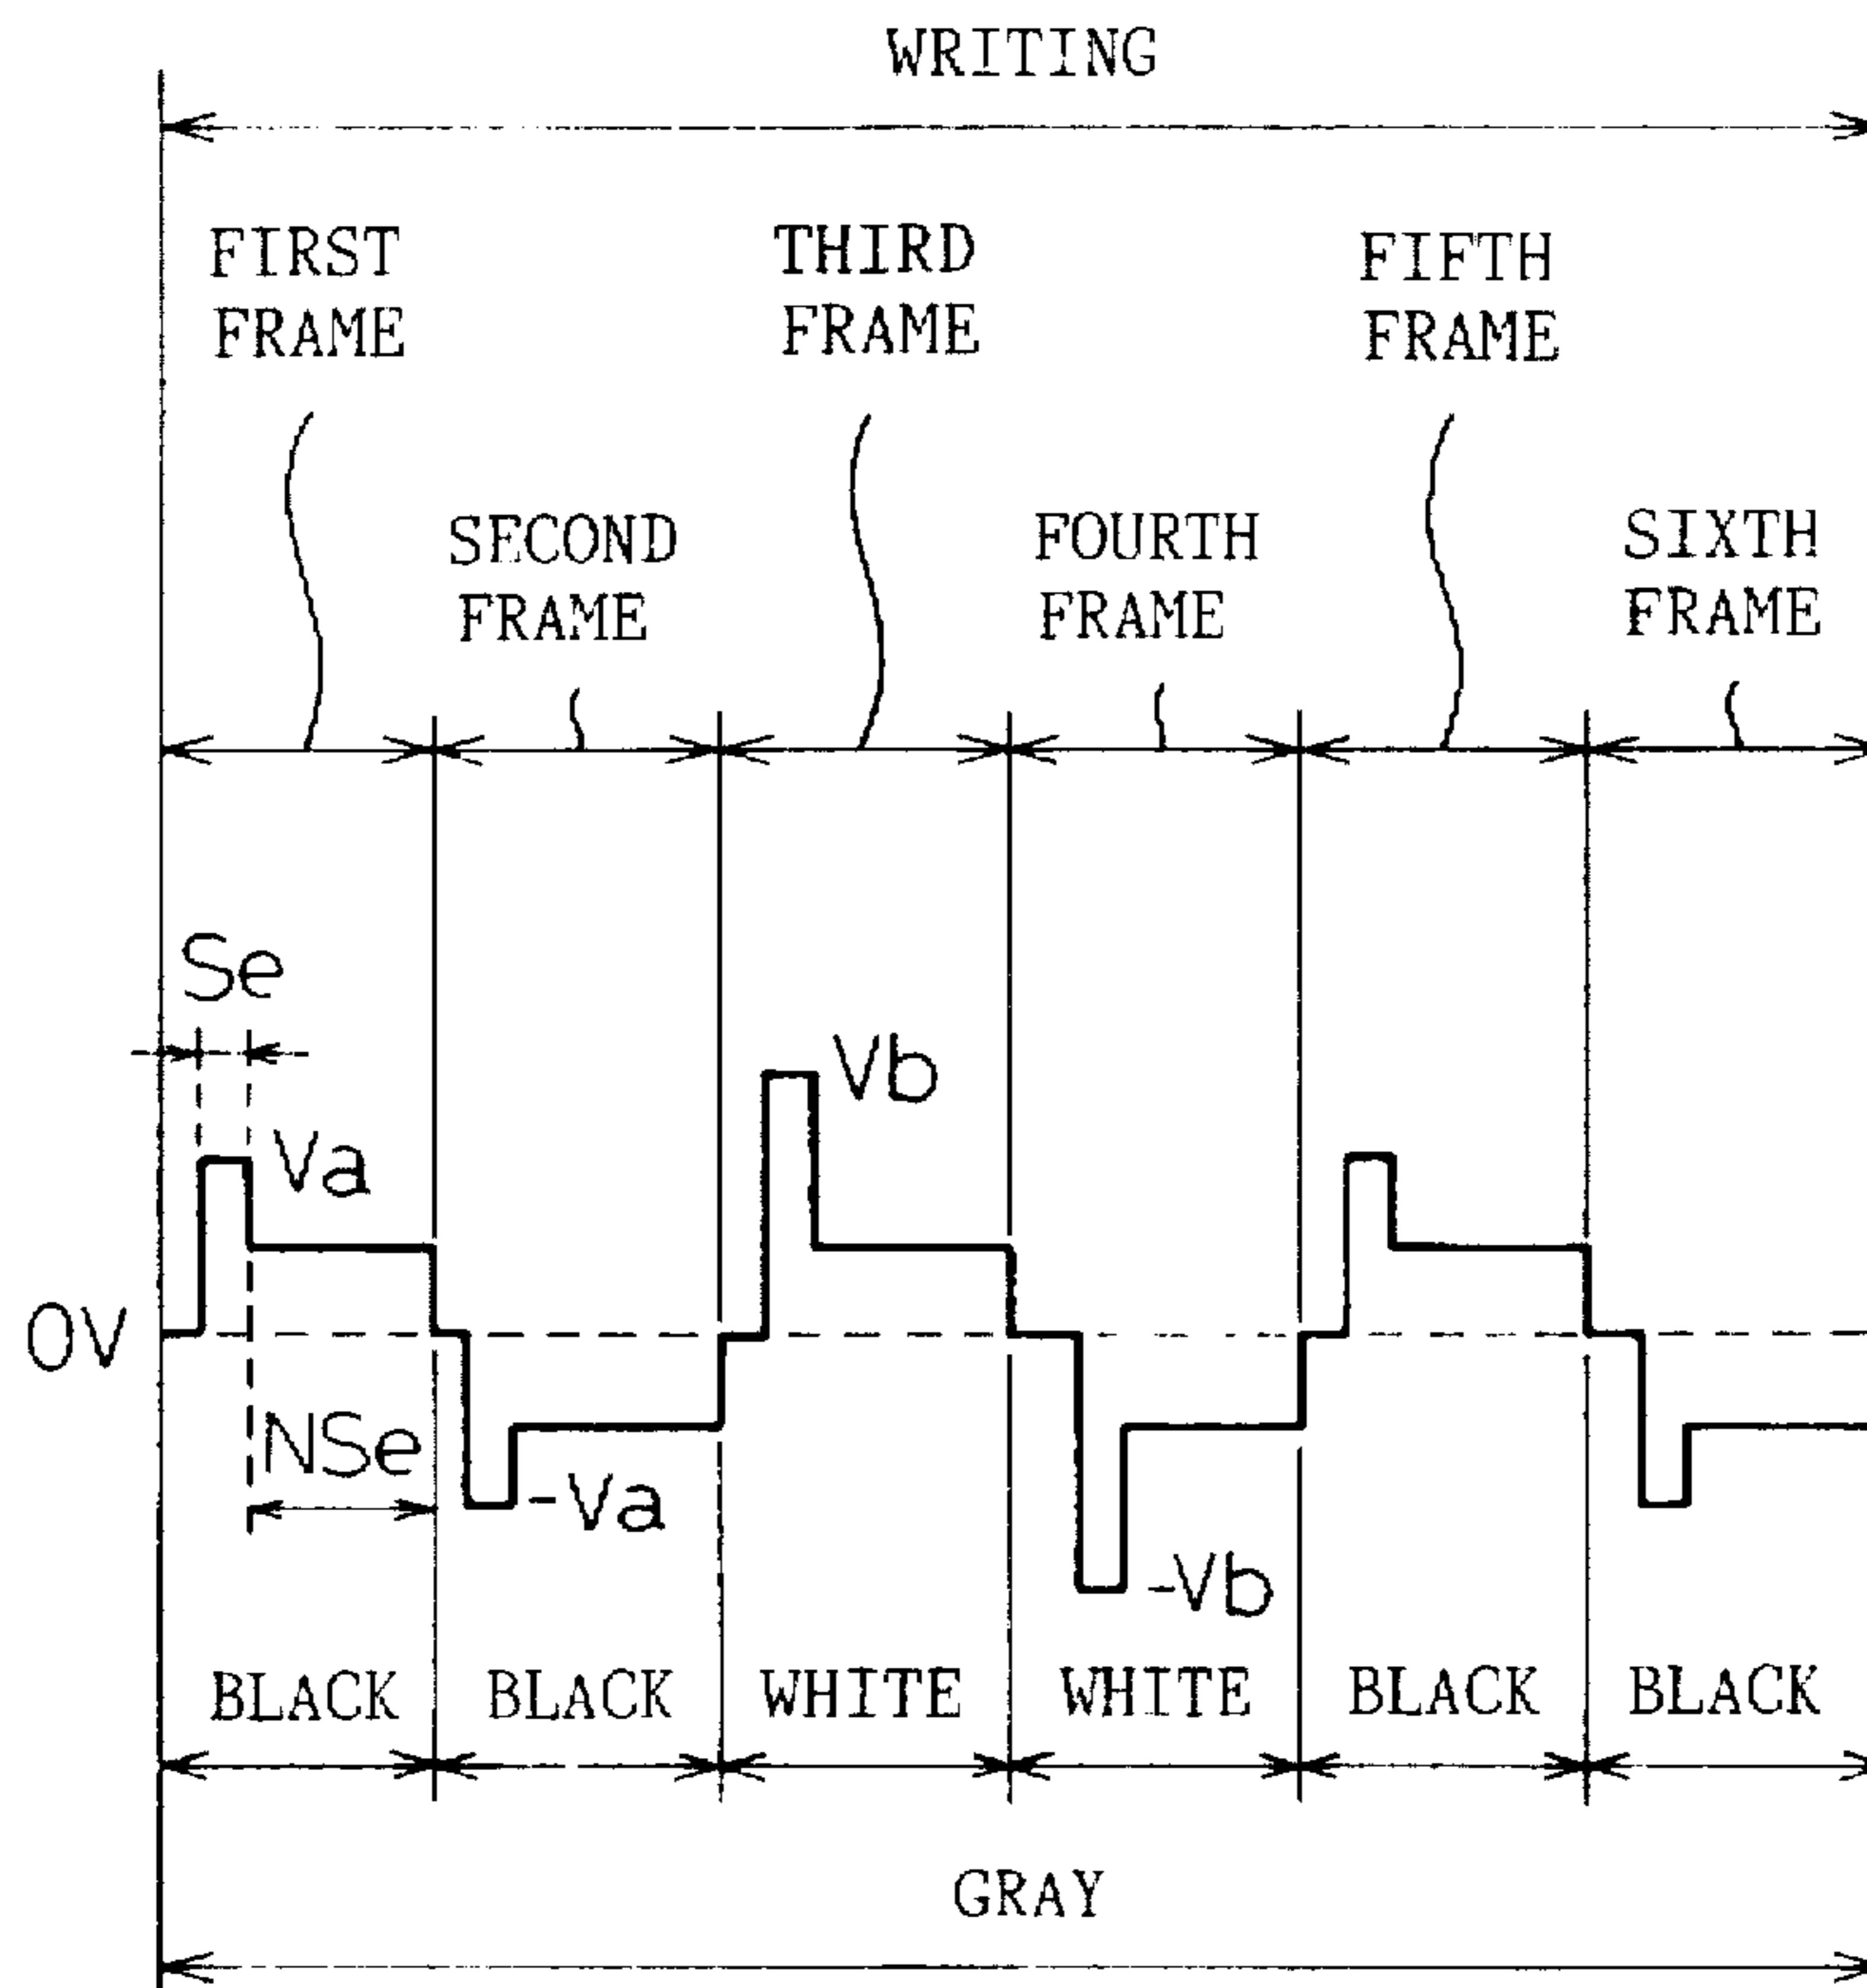 WRITING
FIRST
FRAME
THIRD
FRAME
FIFTH
FRAME
SECOND
FRAME
FOURTH
FRAME
SIXTH
FRAME
Se
Vb
Va
0V
NSe
-Va
-Vb
BLACK BLACK WHITE WHITE BLACK BLACK
GRAY